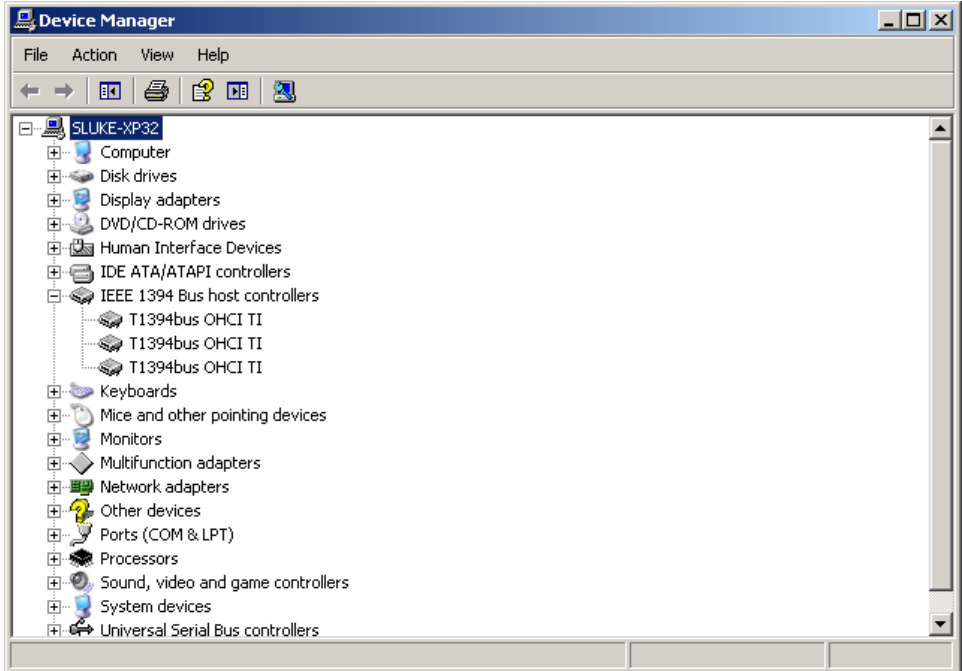 Device Manager
File Action View Help
SLUKE-XP32
Computer
Disk drives
Display adapters
DVD/CD-ROM drives
Human Interface Devices
IDE ATA/ATAPI controllers
IEEE 1394 Bus host controllers
T1394bus OHCI TI
T1394bus OHCI TI
T1394bus OHCI TI
Keyboards
Mice and other pointing devices
Monitors
Multifunction adapters
Network adapters
Other devices
Ports (COM & LPT)
Processors
Sound, video and game controllers
System devices
Universal Serial Bus controllers